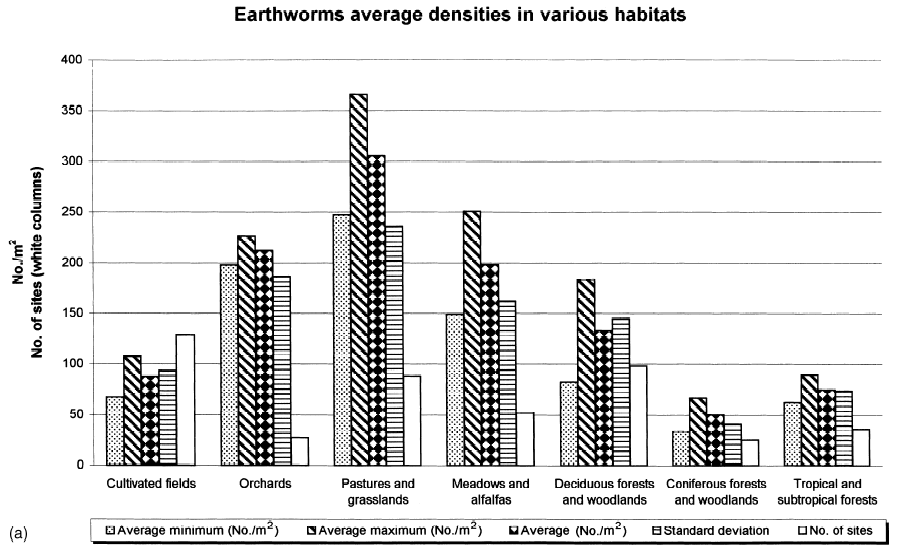 Earthworms average densities in various habitats
No./m²
No. of sites (white columns)
400
350
300
250
200
150
100
50
0
Cultivated fields
Orchards
Pastures and
grasslands
Meadows and
alfalfas
Deciduous forests
and woodlands
Coniferous forests
and woodlands
Tropical and
subtropical forests
(a)
Average minimum (No./m²) Average maximum (No./m²) Average (No./m²) Standard deviation No. of sites